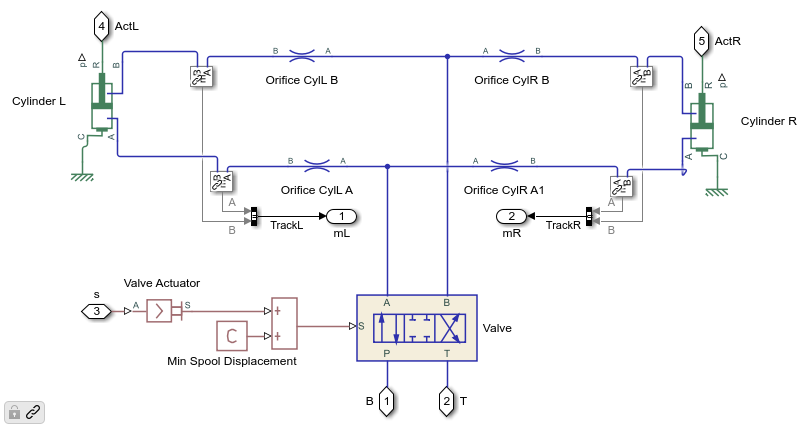 4 ActL
5 ActR
p R B
B A
A B
B R p
B A
A B
Orifice CylL B
Orifice CylR B
Cylinder L
Cylinder R
C A
A C
B A
A B
B A
A B
Orifice CylL A
Orifice CylR A1
A
B
TrackL
1
mL
2
mR
TrackR
A
B
Valve Actuator
s
3
A S
A B
S
P T
C
+
+
Valve
Min Spool Displacement
B 1
2 T